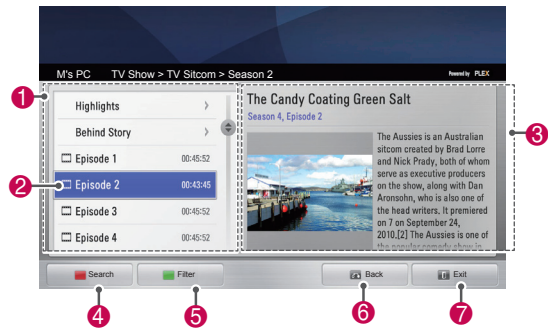 M's PC TV Show > TV Sitcom > Season 2
Powered by PLEX
Highlights
Behind Story
Episode 1 00:45:52
Episode 2 00:43:45
Episode 3 00:45:52
Episode 4 00:45:52
The Candy Coating Green Salt
Season 4, Episode 2
The Aussies is an Australian
sitcom created by Brad Lorre
and Nick Prady, both of whom
serve as executive producers
on the show, along with Dan
Aronsohn, who is also one of
the head writers. It premiered
on 7 on September 24,
2010.[2] The Aussies is one of
the popular comedy show in
Search
Filter
Back
Exit
1
2
3
4
5
6
7